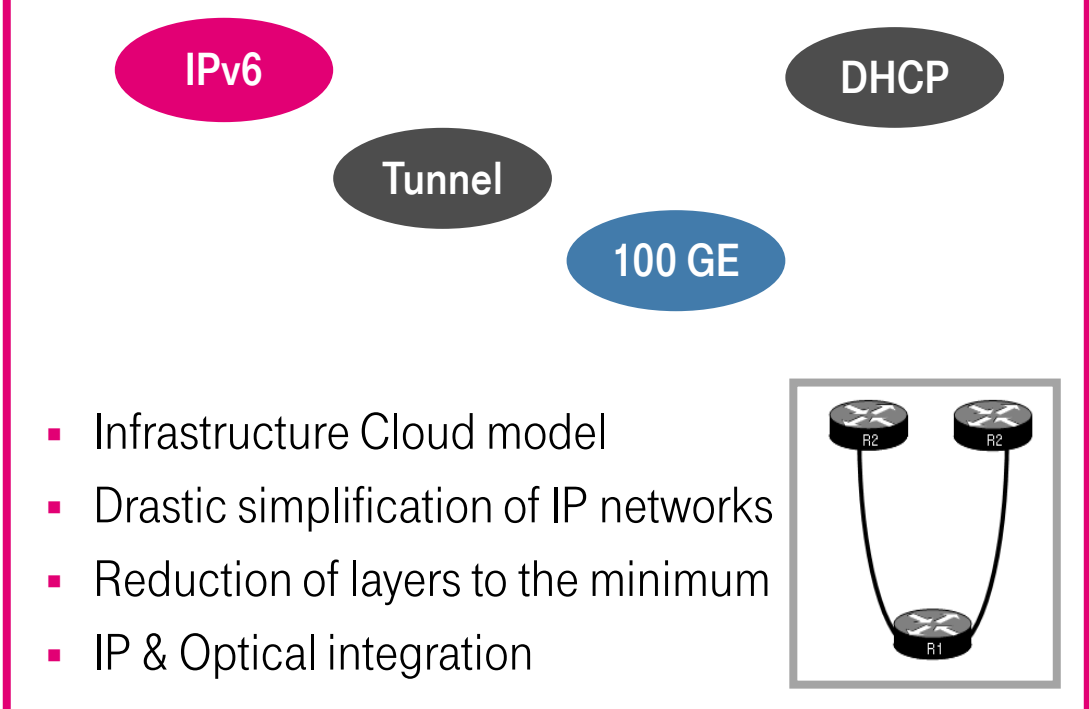 IPv6
DHCP
Tunnel
100 GE
▪ Infrastructure Cloud model
▪ Drastic simplification of IP networks
▪ Reduction of layers to the minimum
▪ IP & Optical integration
R2
R2
R1